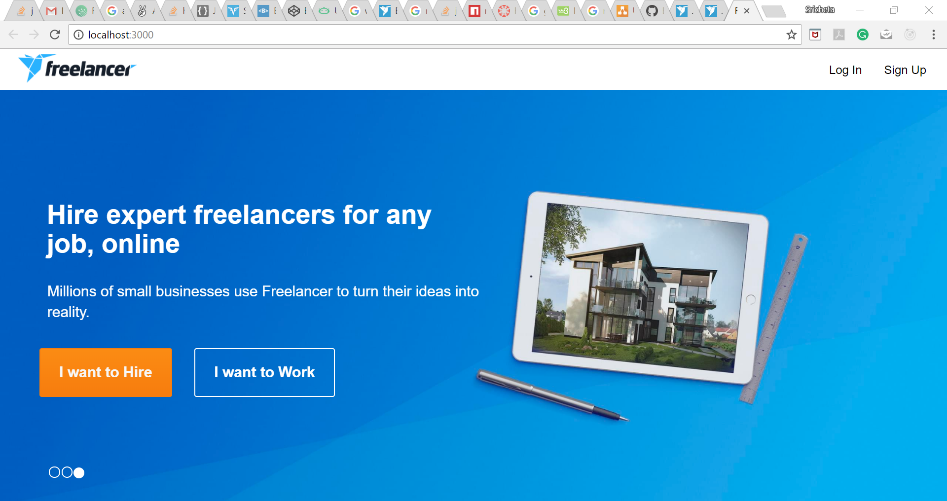 localhost:3000
freelancer
Log In
Sign Up
Hire expert freelancers for any
job, online
Millions of small businesses use Freelancer to turn their ideas into
reality.
I want to Hire
I want to Work